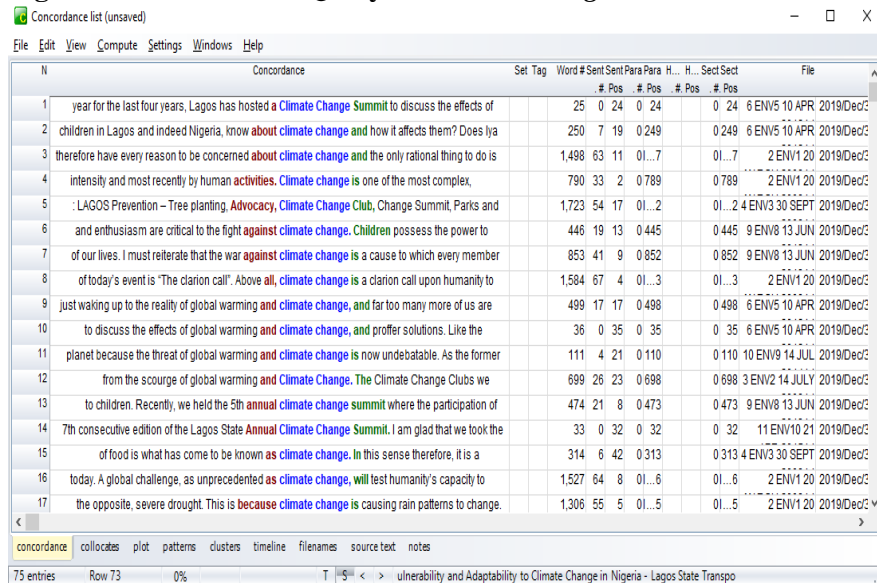 Concordance list (unsaved)
File Edit View Compute Settings Windows Help
N Concordance Set Tag Word # Sent Sent Para Para H... H... Sect Sect File
. #. Pos . #. Pos . #. Pos . #. Pos
1 year for the last four years, Lagos has hosted a Climate Change Summit to discuss the effects of 25 0 24 0 24 0 24 6 ENV5 10 APR 2019/Dec/3
2 children in Lagos and indeed Nigeria, know about climate change and how it affects them? Does Iya 250 7 19 0 249 0 249 6 ENV5 10 APR 2019/Dec/3
3 therefore have every reason to be concerned about climate change and the only rational thing to do is 1,498 63 11 0I...7 0I...7 2 ENV1 20 2019/Dec/3
4 intensity and most recently by human activities. Climate change is one of the most complex, 790 33 2 0 789 0 789 2 ENV1 20 2019/Dec/3
5 : LAGOS Prevention – Tree planting, Advocacy, Climate Change Club, Change Summit, Parks and 1,723 54 17 0I...2 0I...2 4 ENV3 30 SEPT 2019/Dec/3
6 and enthusiasm are critical to the fight against climate change. Children possess the power to 446 19 13 0 445 0 445 9 ENV8 13 JUN 2019/Dec/3
7 of our lives. I must reiterate that the war against climate change is a cause to which every member 853 41 9 0 852 0 852 9 ENV8 13 JUN 2019/Dec/3
8 of today's event is “The clarion call”. Above all, climate change is a clarion call upon humanity to 1,584 67 4 0I...3 0I...3 2 ENV1 20 2019/Dec/3
9 just waking up to the reality of global warming and climate change, and far too many more of us are 499 17 17 0 498 0 498 6 ENV5 10 APR 2019/Dec/3
10 to discuss the effects of global warming and climate change, and proffer solutions. Like the 36 0 35 0 35 0 35 6 ENV5 10 APR 2019/Dec/3
11 planet because the threat of global warming and climate change is now undebatable. As the former 111 4 21 0 110 0 110 10 ENV9 14 JUL 2019/Dec/3
12 from the scourge of global warming and Climate Change. The Climate Change Clubs we 699 26 23 0 698 0 698 3 ENV2 14 JULY 2019/Dec/3
13 to children. Recently, we held the 5th annual climate change summit where the participation of 474 21 8 0 473 0 473 9 ENV8 13 JUN 2019/Dec/3
14 7th consecutive edition of the Lagos State Annual Climate Change Summit. I am glad that we took the 33 0 32 0 32 0 32 11 ENV10 21 2019/Dec/3
15 of food is what has come to be known as climate change. In this sense therefore, it is a 314 6 42 0 313 0 313 4 ENV3 30 SEPT 2019/Dec/3
16 today. A global challenge, as unprecedented as climate change, will test humanity's capacity to 1,527 64 8 0I...6 0I...6 2 ENV1 20 2019/Dec/3
17 the opposite, severe drought. This is because climate change is causing rain patterns to change. 1,306 55 5 0I...5 0I...5 2 ENV1 20 2019/Dec/3
concordance collocates plot patterns clusters timeline filenames source text notes
75 entries Row 73 0% T S < > ulnerability and Adaptability to Climate Change in Nigeria - Lagos State Transpo